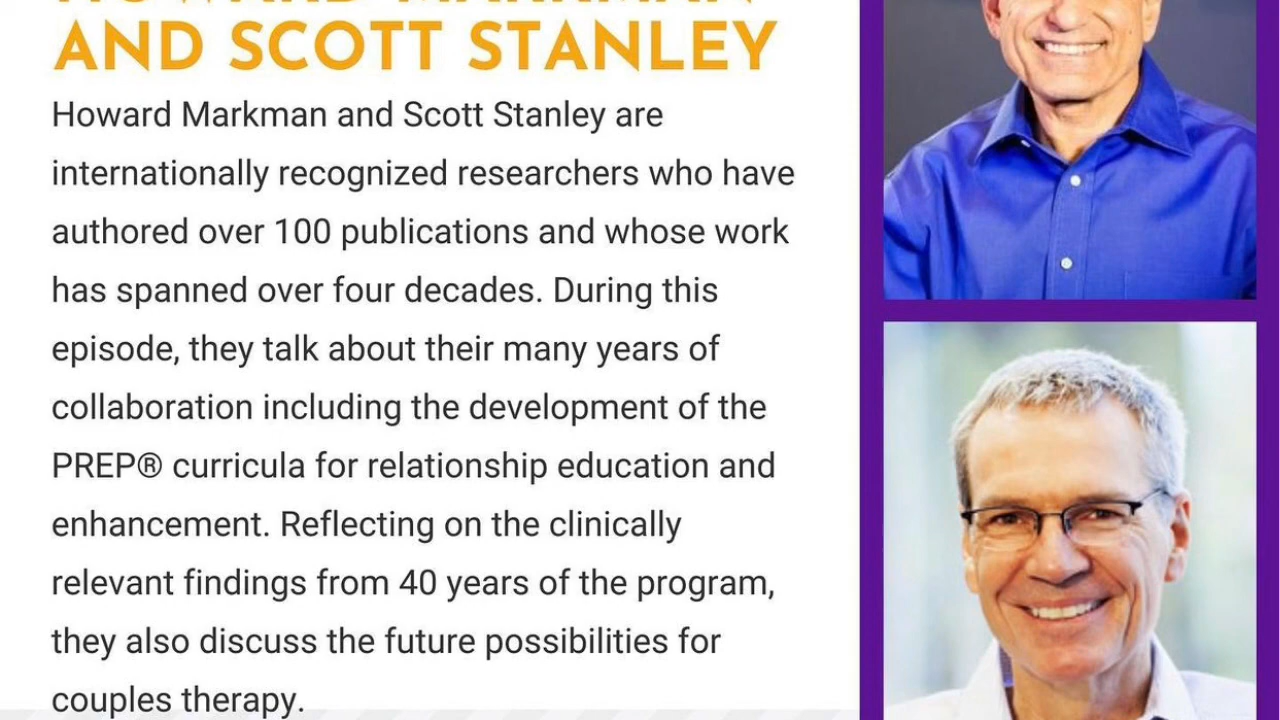 HOWARD MARKMAN
AND SCOTT STANLEY
Howard Markman and Scott Stanley are
internationally recognized researchers who have
authored over 100 publications and whose work
has spanned over four decades. During this
episode, they talk about their many years of
collaboration including the development of the
PREP® curricula for relationship education and
enhancement. Reflecting on the clinically
relevant findings from 40 years of the program,
they also discuss the future possibilities for
couples therapy.